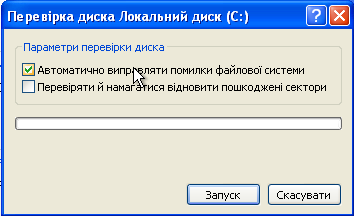 Перевірка диска Локальний диск (C:)
Параметри перевірки диска
Автоматично виправляти помилки файлової системи
Перевіряти й намагатися відновити пошкоджені сектори
Запуск
Скасувати